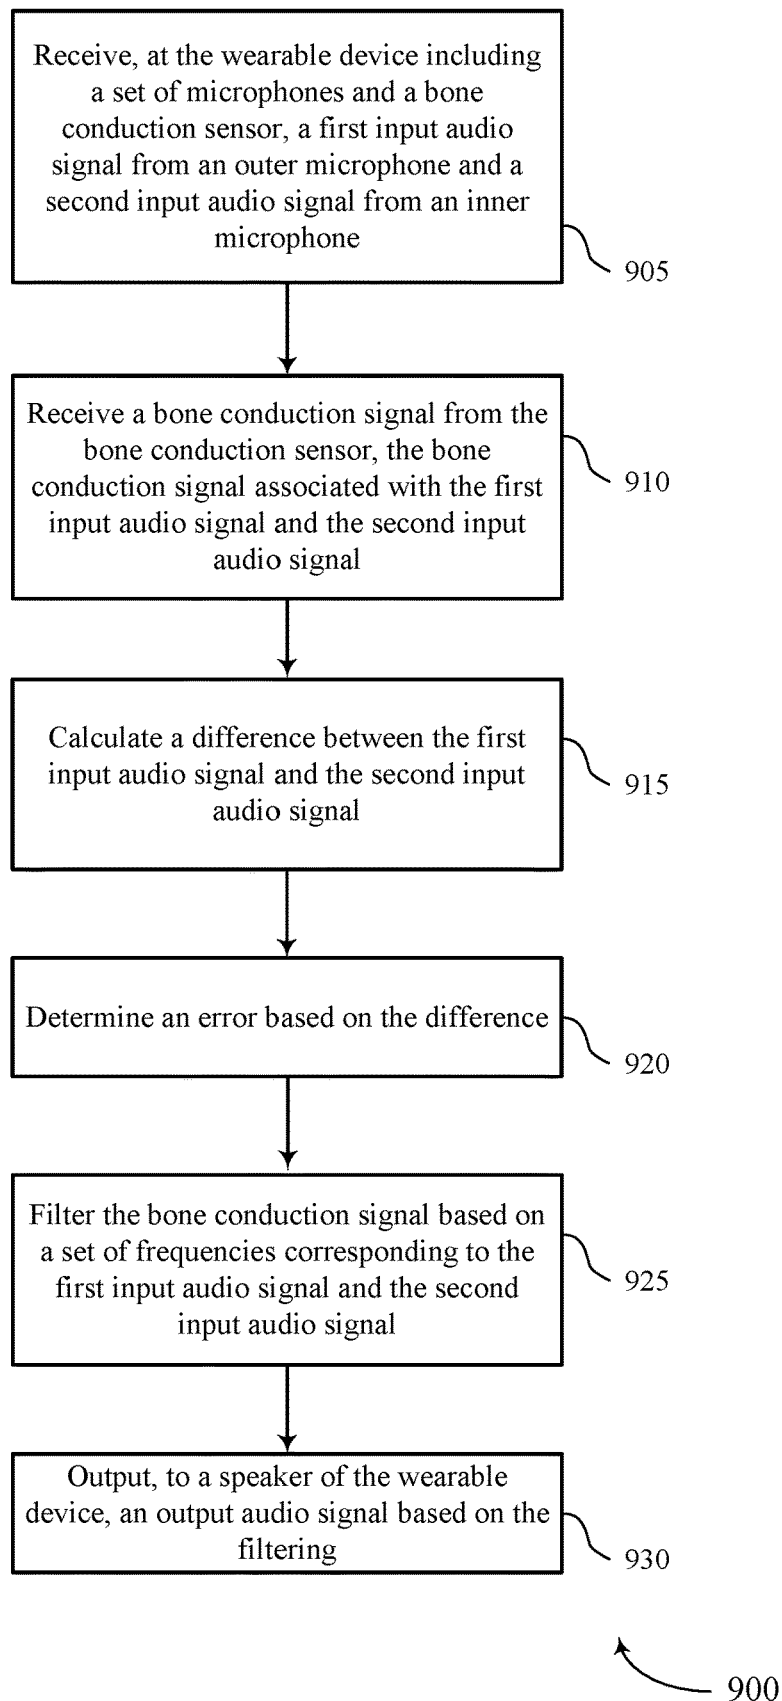 Receive, at the wearable device including
a set of microphones and a bone
conduction sensor, a first input audio
signal from an outer microphone and a
second input audio signal from an inner
microphone
905
Receive a bone conduction signal from the
bone conduction sensor, the bone
conduction signal associated with the first
input audio signal and the second input
audio signal
910
Calculate a difference between the first
input audio signal and the second input
audio signal
915
Determine an error based on the difference
920
Filter the bone conduction signal based on
a set of frequencies corresponding to the
first input audio signal and the second
input audio signal
925
Output, to a speaker of the wearable
device, an output audio signal based on the
filtering
930
900